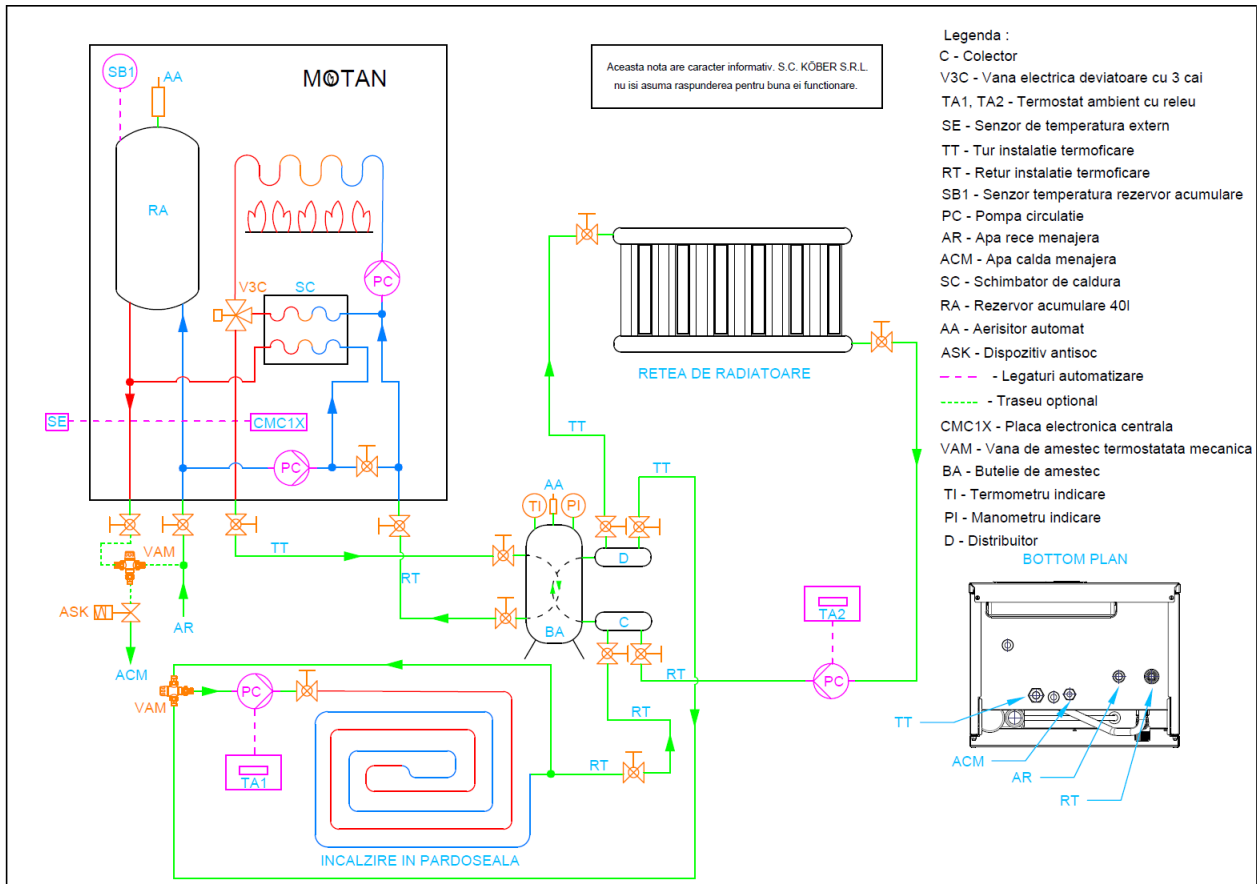 SB1
AA
MOTAN
RA
PC
V3C
SC
SE
CMC1X
PC
VAM
ASK
AR
ACM
Aceasta nota are caracter informativ. S.C. KÖBER S.R.L.
nu isi asuma raspunderea pentru buna ei functionare.
RETEA DE RADIATOARE
TT
TT
AA
TI
PI
TT
D
RT
C
BA
TA2
RT
PC
VAM
PC
RT
TA1
RT
INCALZIRE IN PARDOSEALA
Legenda :
C - Colector
V3C - Vana electrica deviatoare cu 3 cai
TA1, TA2 - Termostat ambient cu releu
SE - Senzor de temperatura extern
TT - Tur instalatie termoficare
RT - Retur instalatie termoficare
SB1 - Senzor temperatura rezervor acumulare
PC - Pompa circulatie
AR - Apa rece menajera
ACM - Apa calda menajera
SC - Schimbator de caldura
RA - Rezervor acumulare 40l
AA - Aerisitor automat
ASK - Dispozitiv antisoc
- Legaturi automatizare
- Traseu optional
CMC1X - Placa electronica centrala
VAM - Vana de amestec termostatata mecanica
BA - Butelie de amestec
TI - Termometru indicare
PI - Manometru indicare
D - Distribuitor
BOTTOM PLAN
TT
ACM
AR
RT